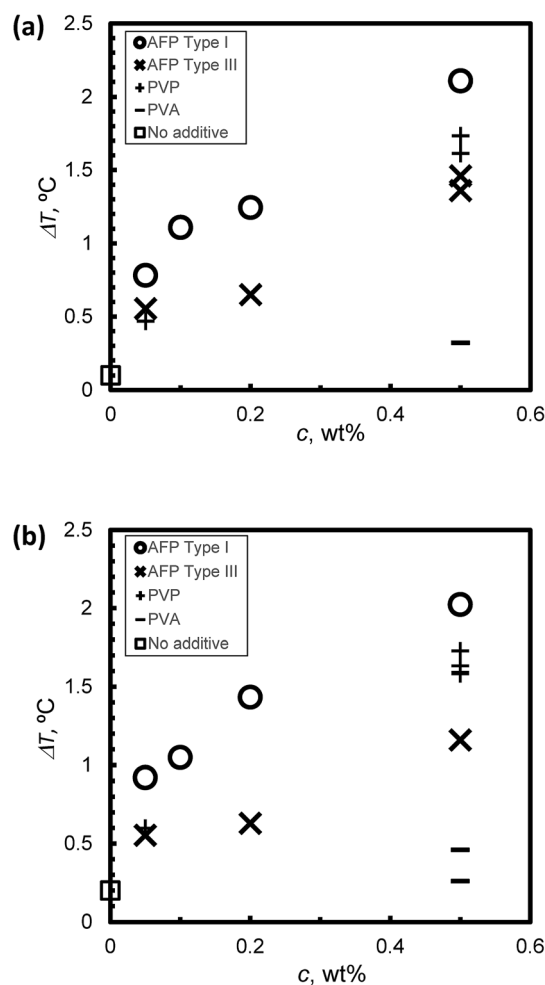 (a)
2.5
AFP Type I
AFP Type III
PVP
PVA
No additive
2
1.5
1
0.5
0
ΔT, ºC
0 0.2 0.4 0.6
c, wt%
(b)
2.5
AFP Type I
AFP Type III
PVP
PVA
No additive
2
1.5
1
0.5
0
ΔT, ºC
0 0.2 0.4 0.6
c, wt%